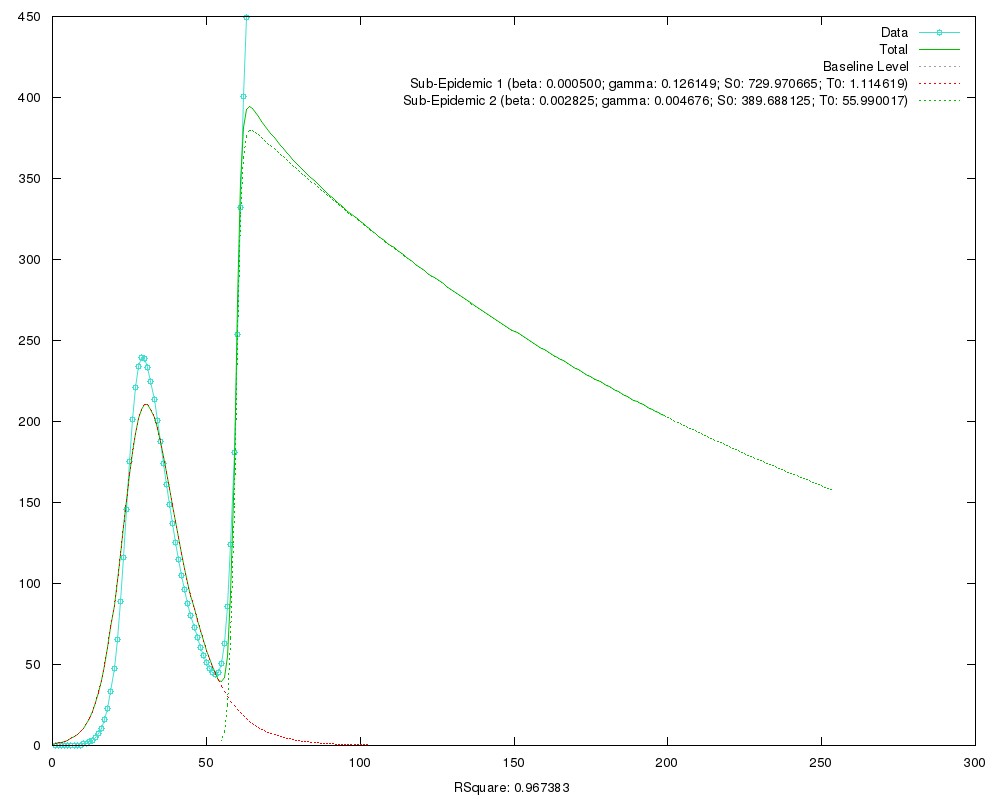 450
400
350
300
250
200
150
100
50
0
Data
Total
Baseline Level
Sub-Epidemic 1 (beta: 0.000500; gamma: 0.126149; S0: 729.970665; T0: 1.114619)
Sub-Epidemic 2 (beta: 0.002825; gamma: 0.004676; S0: 389.688125; T0: 55.990017)
0 50 100 150 200 250 300
RSquare: 0.967383